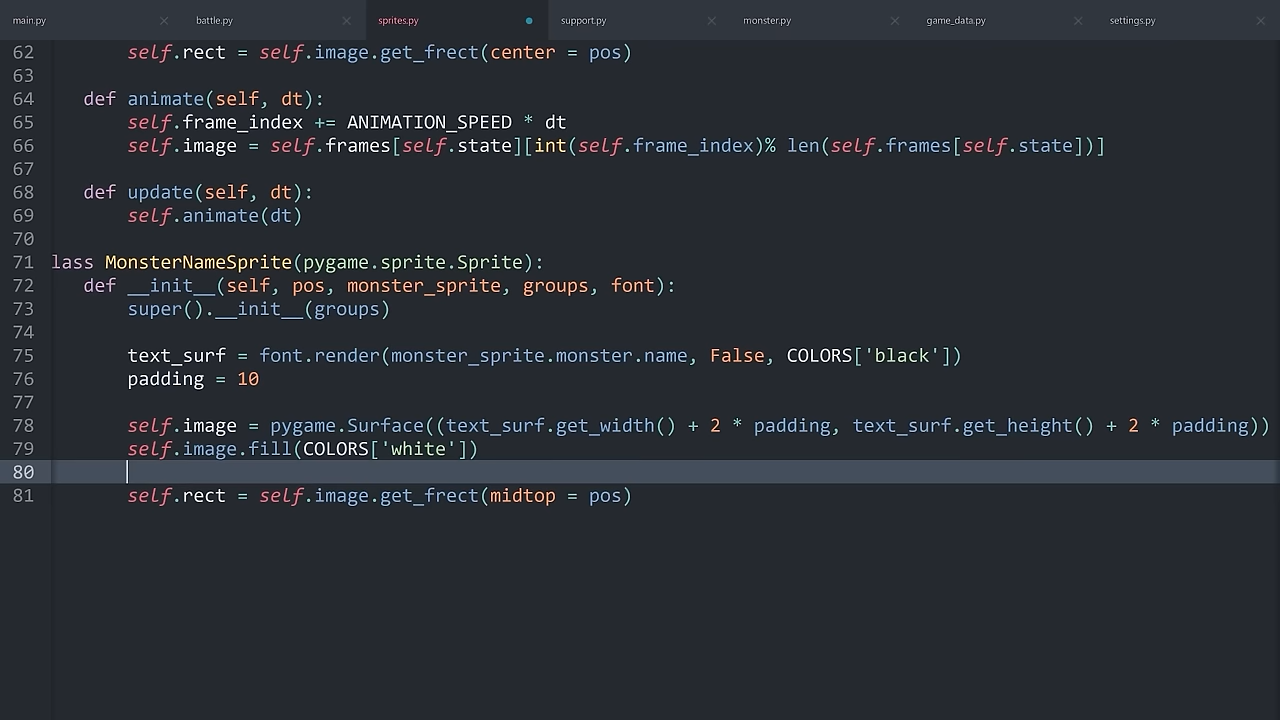 main.py battle.py sprites.py support.py monster.py game_data.py settings.py
62 self.rect = self.image.get_frect(center = pos)
63
64 def animate(self, dt):
65 self.frame_index += ANIMATION_SPEED * dt
66 self.image = self.frames[self.state][int(self.frame_index)% len(self.frames[self.state])]
67
68 def update(self, dt):
69 self.animate(dt)
70
71 lass MonsterNameSprite(pygame.sprite.Sprite):
72 def __init__(self, pos, monster_sprite, groups, font):
73 super().__init__(groups)
74
75 text_surf = font.render(monster_sprite.monster.name, False, COLORS['black'])
76 padding = 10
77
78 self.image = pygame.Surface((text_surf.get_width() + 2 * padding, text_surf.get_height() + 2 * padding))
79 self.image.fill(COLORS['white'])
80
81 self.rect = self.image.get_frect(midtop = pos)